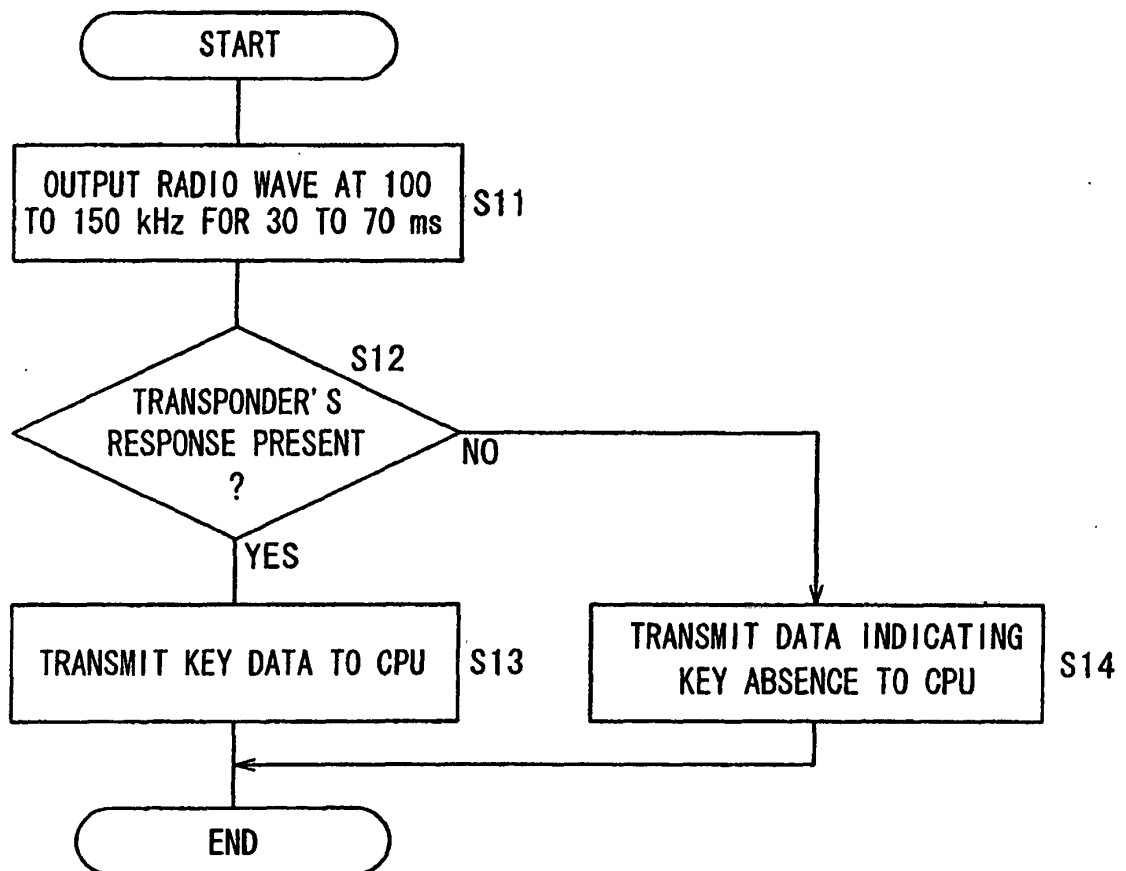 START
OUTPUT RADIO WAVE AT 100
TO 150 kHz FOR 30 TO 70 ms
S11
S12
TRANSPONDER'S
RESPONSE PRESENT
?
NO
YES
TRANSMIT KEY DATA TO CPU
S13
TRANSMIT DATA INDICATING
KEY ABSENCE TO CPU
S14
END